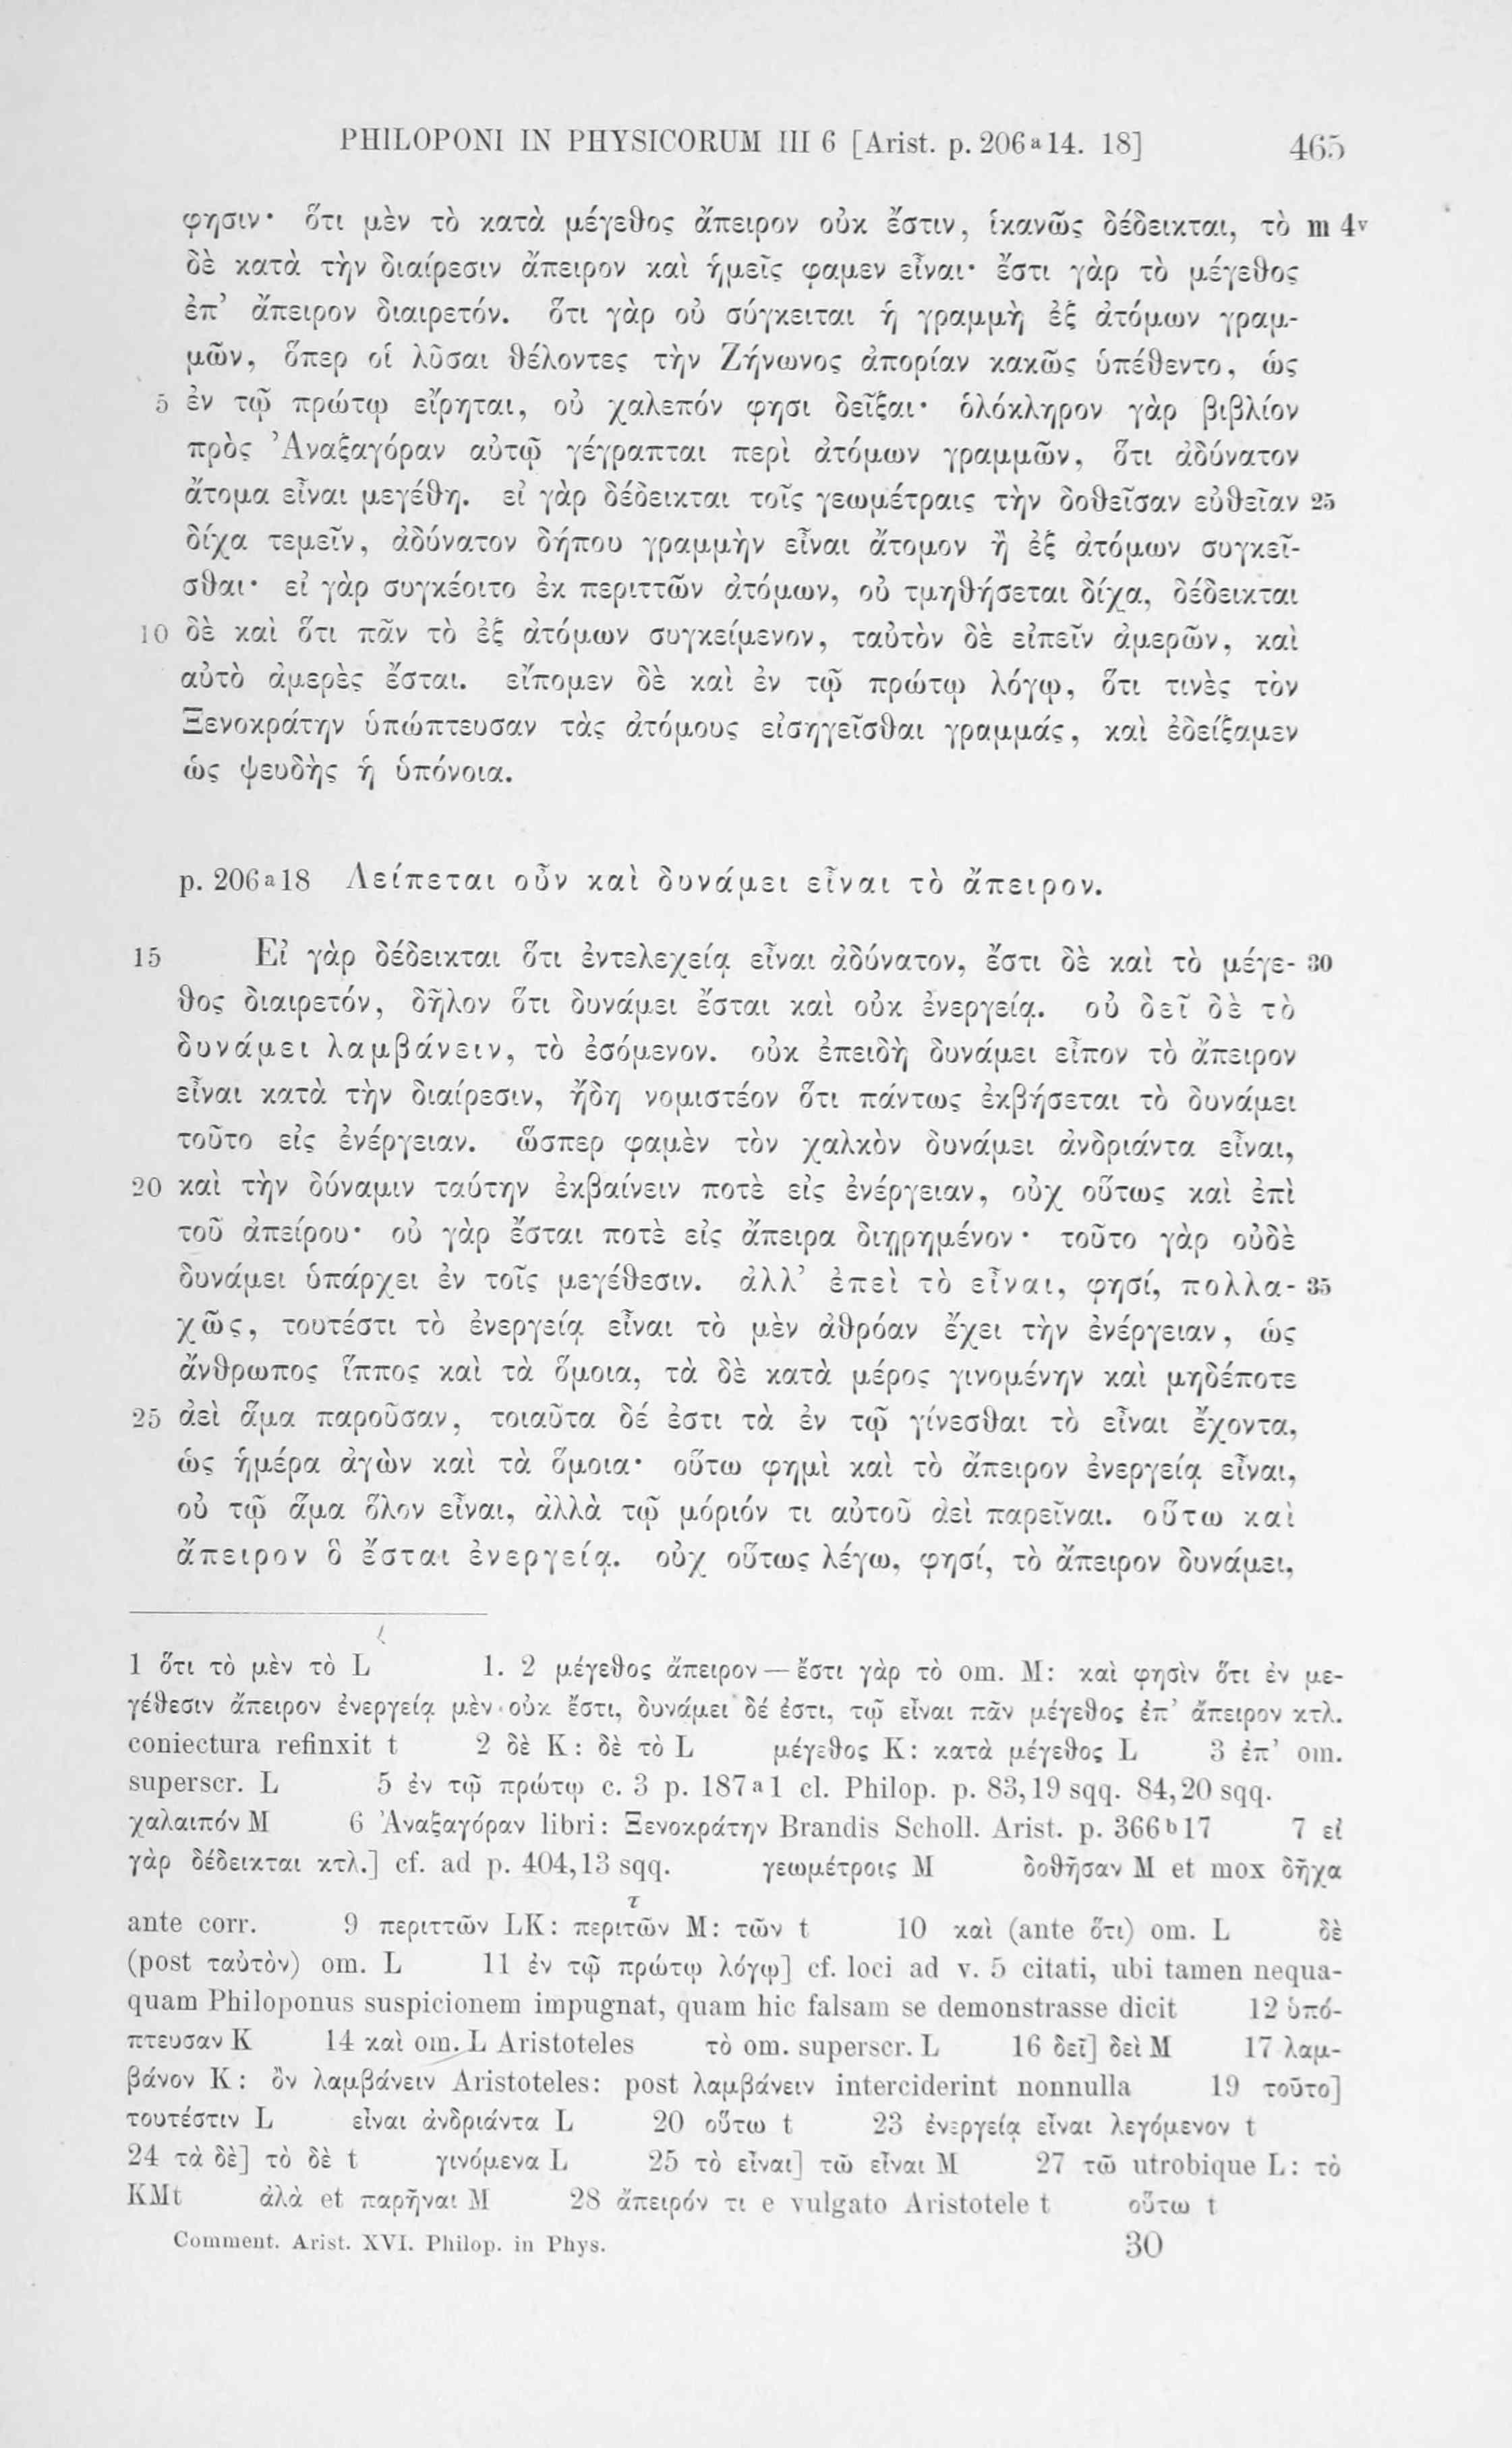 PHILOPONI IN PHYSICORUM III 6 [Arist. p. 206ª14. 18] 465
φησιν· ὅτι μὲν τὸ κατὰ μέγεθος ἄπειρον οὐκ ἔστιν, ἱκανῶς δέδεικται, τὸ m 4v
δὲ κατὰ τὴν διαίρεσιν ἄπειρον καὶ ἡμεῖς φαμεν εἶναι· ἔστι γὰρ τὸ μέγεθος
ἐπ’ ἄπειρον διαιρετόν. ὅτι γὰρ οὐ σύγκειται ἡ γραμμὴ ἐξ ἀτόμων γραμ-
μῶν, ὅπερ οἱ λῦσαι θέλοντες τὴν Ζήνωνος ἀπορίαν κακῶς ὑπέθεντο, ὡς
5 ἐν τῷ πρώτῳ εἴρηται, οὐ χαλεπόν φησι δεῖξαι· ὁλόκληρον γὰρ βιβλίον
πρὸς Ἀναξαγόραν αὐτῷ γέγραπται περὶ ἀτόμων γραμμῶν, ὅτι ἀδύνατον
ἄτομα εἶναι μεγέθη. εἰ γὰρ δέδεικται τοῖς γεωμέτραις τὴν δοθεῖσαν εὐθεῖαν 25
δίχα τεμεῖν, ἀδύνατον δήπου γραμμὴν εἶναι ἄτομον ἢ ἐξ ἀτόμων συγκεῖ-
σθαι· εἰ γὰρ συγκέοιτο ἐκ περιττῶν ἀτόμων, οὐ τμηθήσεται δίχα, δέδεικται
10 δὲ καὶ ὅτι πᾶν τὸ ἐξ ἀτόμων συγκείμενον, ταὐτὸν δὲ εἰπεῖν ἀμερῶν, καὶ
αὐτὸ ἀμερὲς ἔσται. εἴπομεν δὲ καὶ ἐν τῷ πρώτῳ λόγῳ, ὅτι τινὲς τὸν
Ξενοκράτην ὑπώπτευσαν τὰς ἀτόμους εἰσηγεῖσθαι γραμμάς, καὶ ἐδείξαμεν
ὡς ψευδὴς ἡ ὑπόνοια.
p. 206ª18 Λείπεται οὖν καὶ δυνάμει εἶναι τὸ ἄπειρον.
15 Εἰ γὰρ δέδεικται ὅτι ἐντελεχείᾳ εἶναι ἀδύνατον, ἔστι δὲ καὶ τὸ μέγε- 30
θος διαιρετόν, δῆλον ὅτι δυνάμει ἔσται καὶ οὐκ ἐνεργείᾳ. οὐ δεῖ δὲ τὸ
δυνάμει λαμβάνειν, τὸ ἐσόμενον. οὐκ ἐπειδὴ δυνάμει εἶπον τὸ ἄπειρον
εἶναι κατὰ τὴν διαίρεσιν, ἤδη νομιστέον ὅτι πάντως ἐκβήσεται τὸ δυνάμει
τοῦτο εἰς ἐνέργειαν. ὥσπερ φαμὲν τὸν χαλκὸν δυνάμει ἀνδριάντα εἶναι,
20 καὶ τὴν δύναμιν ταύτην ἐκβαίνειν ποτὲ εἰς ἐνέργειαν, οὐχ οὕτως καὶ ἐπὶ
τοῦ ἀπείρου· οὐ γὰρ ἔσται ποτὲ εἰς ἄπειρα διῃρημένον· τοῦτο γὰρ οὐδὲ
δυνάμει ὑπάρχει ἐν τοῖς μεγέθεσιν. ἀλλ’ ἐπεὶ τὸ εἶναι, φησί, πολλα- 35
χῶς, τουτέστι τὸ ἐνεργείᾳ εἶναι τὸ μὲν ἀθρόαν ἔχει τὴν ἐνέργειαν, ὡς
ἄνθρωπος ἵππος καὶ τὰ ὅμοια, τὰ δὲ κατὰ μέρος γινομένην καὶ μηδέποτε
25 ἀεὶ ἅμα παροῦσαν, τοιαῦτα δέ ἐστι τὰ ἐν τῷ γίνεσθαι τὸ εἶναι ἔχοντα,
ὡς ἡμέρα ἀγὼν καὶ τὰ ὅμοια· οὕτω φημὶ καὶ τὸ ἄπειρον ἐνεργείᾳ εἶναι,
οὐ τῷ ἅμα ὅλον εἶναι, ἀλλὰ τῷ μόριόν τι αὐτοῦ ἀεὶ παρεῖναι. οὕτω καὶ
ἄπειρον ὃ ἔσται ἐνεργείᾳ. οὐχ οὕτως λέγω, φησί, τὸ ἄπειρον δυνάμει,
1 ὅτι τὸ μὲν τὸ L 1. 2 μέγεθος ἄπειρον — ἔστι γὰρ τὸ om. M: καὶ φησὶν ὅτι ἐν με-
γέθεσιν ἄπειρον ἐνεργείᾳ μὲν οὐκ ἔστι, δυνάμει δέ ἐστι, τῷ εἶναι πᾶν μέγεθος ἐπ’ ἄπειρον κτλ.
coniectura refinxit t 2 δὲ K: δὲ τὸ L μέγεθος K: κατὰ μέγεθος L 3 ἐπ’ om.
superscr. L 5 ἐν τῷ πρώτῳ c. 3 p. 187ª1 cl. Philop. p. 83,19 sqq. 84,20 sqq.
χαλαιπόν M 6 Ἀναξαγόραν libri: Ξενοκράτην Brandis Scholl. Arist. p. 366ᵇ17 7 εἰ
γὰρ δέδεικται κτλ.] cf. ad p. 404,13 sqq. γεωμέτροις M δοθῆσαν M et mox δῆχα
ante corr. 9 περιττῶν LK: περιτῶν M: τῶν t 10 καὶ (ante ὅτι) om. L δὲ
(post ταὐτὸν) om. L 11 ἐν τῷ πρώτῳ λόγῳ] cf. loci ad v. 5 citati, ubi tamen nequa-
quam Philoponus suspicionem impugnat, quam hic falsam se demonstrasse dicit 12 ὑπό-
πτευσαν K 14 καὶ om. L Aristoteles τὸ om. superscr. L 16 δεῖ] δεὶ M 17 λαμ-
βάνον K: ὂν λαμβάνειν Aristoteles: post λαμβάνειν interciderint nonnulla 19 τοῦτο]
τουτέστιν L εἶναι ἀνδριάντα L 20 οὕτω t 23 ἐνεργείᾳ εἶναι λεγόμενον t
24 τὰ δὲ] τὸ δὲ t γινόμενα L 25 τὸ εἶναι] τῶ εἶναι M 27 τῶ utrobique L: τὸ
KMt ἀλὰ et παρῆναι M 28 ἄπειρόν τι e vulgato Aristotele t οὕτω t
Comment. Arist. XVI. Philop. in Phys. 30